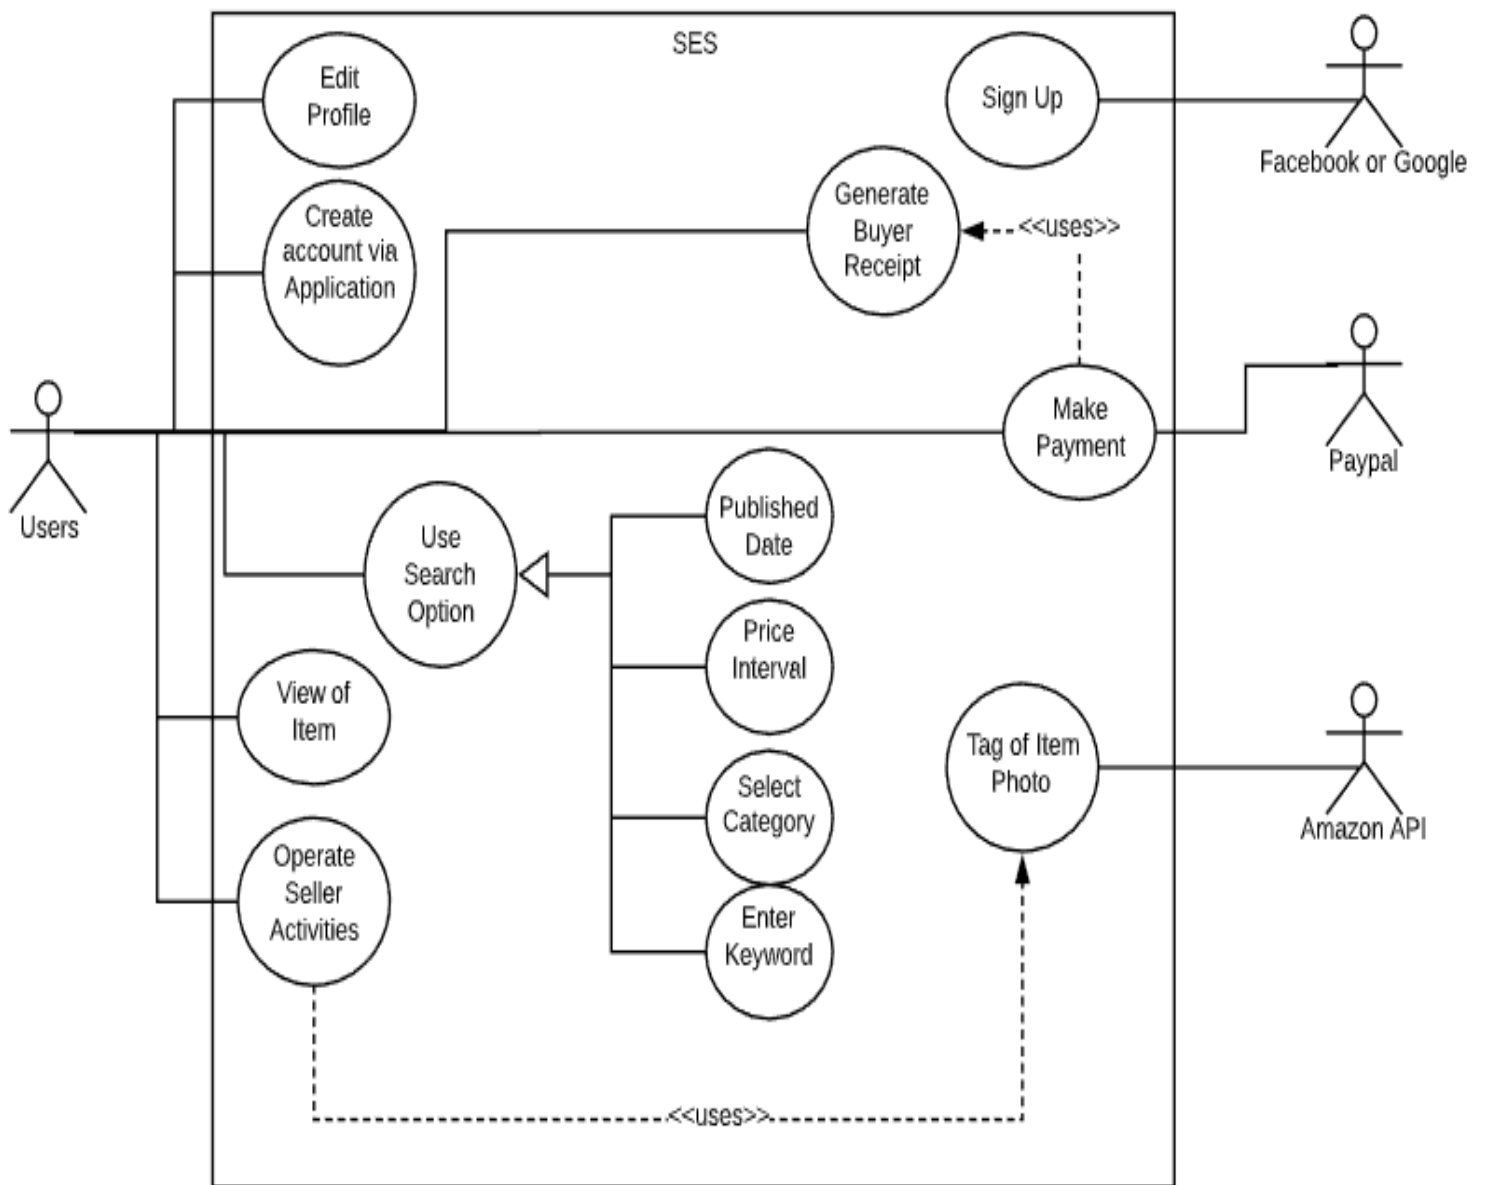 SES
Edit
Profile
Sign Up
Facebook or Google
Create
account via
Application
Generate
Buyer
Receipt
<<uses>>
Make
Payment
Paypal
Users
Use
Search
Option
Published
Date
Price
Interval
View of
Item
Select
Category
Tag of Item
Photo
Amazon API
Operate
Seller
Activities
Enter
Keyword
<<uses>>